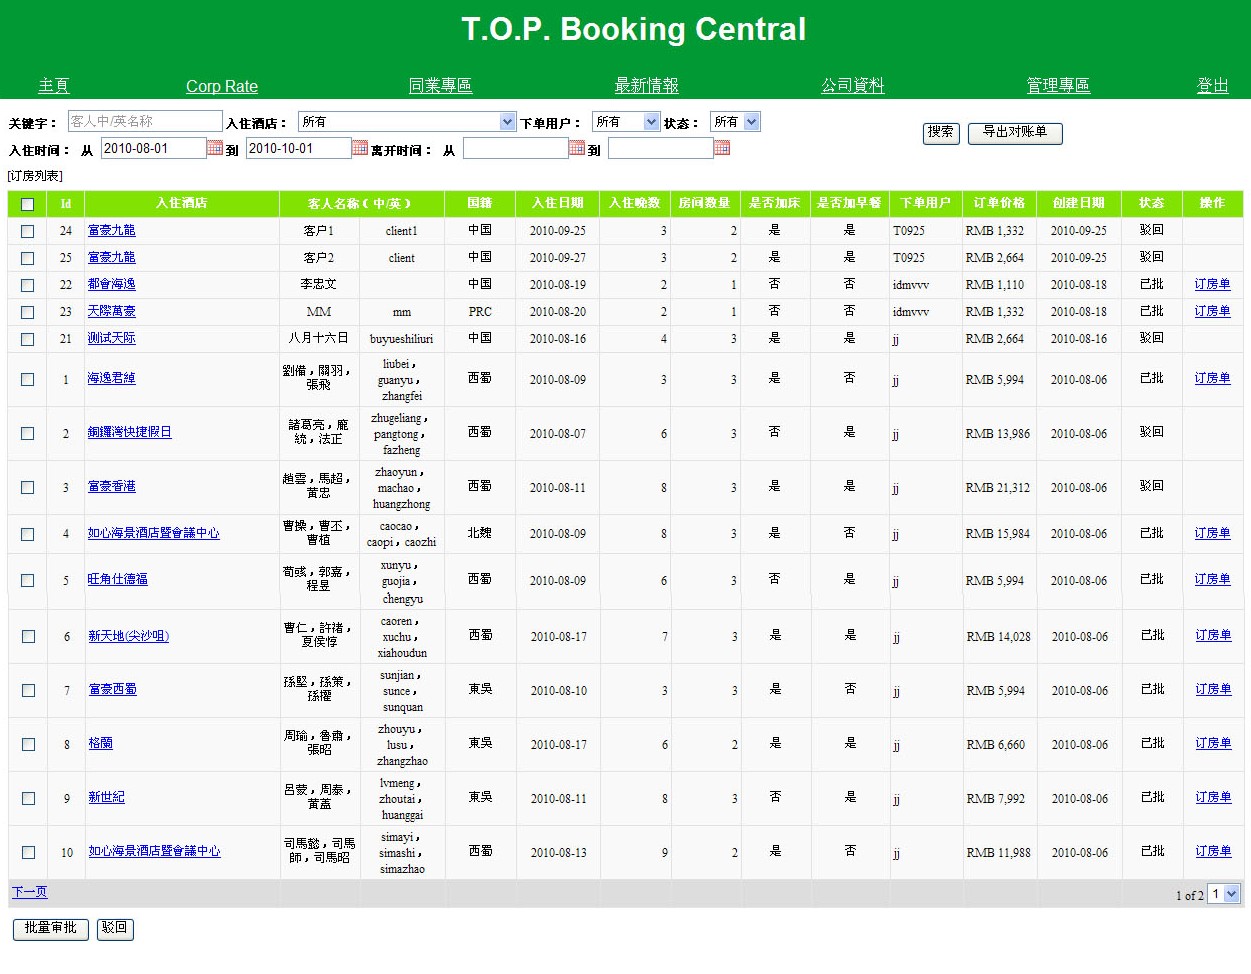 T.O.P. Booking Central
主頁 Corp Rate 同業專區 最新情報 公司資料 管理專區 登出
关键字： 客人中/英名称 入住酒店： 所有 下单用户： 所有 状态： 所有 搜索 导出对账单
入住时间： 从 2010-08-01 到 2010-10-01 离开时间： 从 到
[订房列表]
Id 入住酒店 客人名称（中/英） 国籍 入住日期 入住晚数 房间数量 是否加床 是否加早餐 下单用户 订单价格 创建日期 状态 操作
24 富豪九龍 客户1 client1 中国 2010-09-25 3 2 是 是 T0925 RMB 1,332 2010-09-25 驳回
25 富豪九龍 客户2 client 中国 2010-09-27 3 2 是 是 T0925 RMB 2,664 2010-09-25 驳回
22 都會海逸 李忠文 中国 2010-08-19 2 1 否 否 idmvvv RMB 1,110 2010-08-18 已批 订房单
23 天際萬豪 MM mm PRC 2010-08-20 2 1 否 否 idmvvv RMB 1,332 2010-08-18 已批 订房单
21 测试天际 八月十六日 buyueshiliuri 中国 2010-08-16 4 3 是 是 jj RMB 2,664 2010-08-16 驳回
1 海逸君綽 劉備，關羽，張飛 liubei，guanyu，zhangfei 西蜀 2010-08-09 3 3 是 否 jj RMB 5,994 2010-08-06 已批 订房单
2 銅鑼灣快捷假日 諸葛亮，龐統，法正 zhugeliang，pangtong，fazheng 西蜀 2010-08-07 6 3 否 是 jj RMB 13,986 2010-08-06 驳回
3 富豪香港 趙雲，馬超，黃忠 zhaoyun，machao，huangzhong 西蜀 2010-08-11 8 3 是 是 jj RMB 21,312 2010-08-06 驳回
4 如心海景酒店暨會議中心 曹操，曹丕，曹植 caocao，caopi，caozhi 北魏 2010-08-09 8 3 是 否 jj RMB 15,984 2010-08-06 已批 订房单
5 旺角仕德福 荀彧，郭嘉，程昱 xunyu，guojia，chengyu 西蜀 2010-08-09 6 3 否 是 jj RMB 5,994 2010-08-06 已批 订房单
6 新天地(尖沙咀) 曹仁，許褚，夏侯惇 caoren，xuchu，xiahoudun 西蜀 2010-08-17 7 3 是 是 jj RMB 14,028 2010-08-06 已批 订房单
7 富豪西蜀 孫堅，孫策，孫權 sunjian，sunce，sunquan 東吳 2010-08-10 3 3 是 否 jj RMB 5,994 2010-08-06 已批 订房单
8 格蘭 周瑜，魯肅，張昭 zhouyu，lusu，zhangzhao 東吳 2010-08-17 6 2 是 是 jj RMB 6,660 2010-08-06 已批 订房单
9 新世紀 呂蒙，周泰，黃蓋 lvmeng，zhoutai，huanggai 東吳 2010-08-11 8 3 否 是 jj RMB 7,992 2010-08-06 已批 订房单
10 如心海景酒店暨會議中心 司馬懿，司馬師，司馬昭 simayi，simashi，simazhao 西蜀 2010-08-13 9 2 是 否 jj RMB 11,988 2010-08-06 已批 订房单
下一页 1 of 2 1
批量审批 驳回